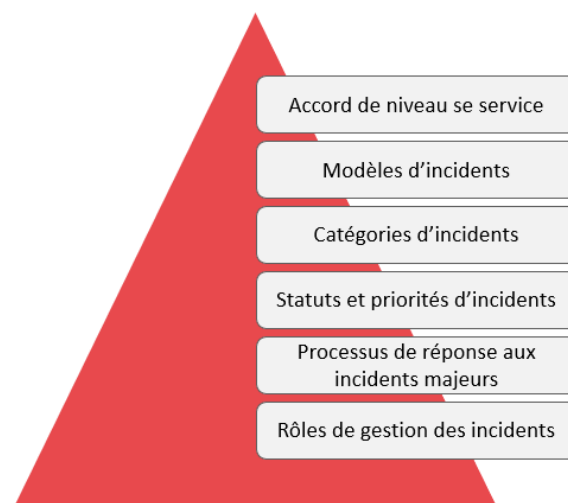 Accord de niveau se service
Modèles d’incidents
Catégories d’incidents
Statuts et priorités d’incidents
Processus de réponse aux
incidents majeurs
Rôles de gestion des incidents